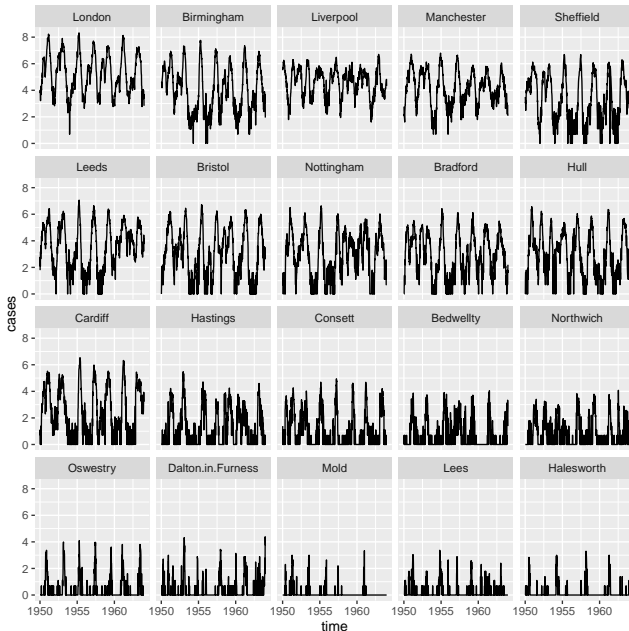 London Birmingham Liverpool Manchester Sheffield
8
6
4
2
0
Leeds Bristol Nottingham Bradford Hull
8
6
4
2
0
cases
Cardiff Hastings Consett Bedwellty Northwich
8
6
4
2
0
Oswestry Dalton.in.Furness Mold Lees Halesworth
8
6
4
2
0
1950 1955 1960 1950 1955 1960 1950 1955 1960 1950 1955 1960 1950 1955 1960
time